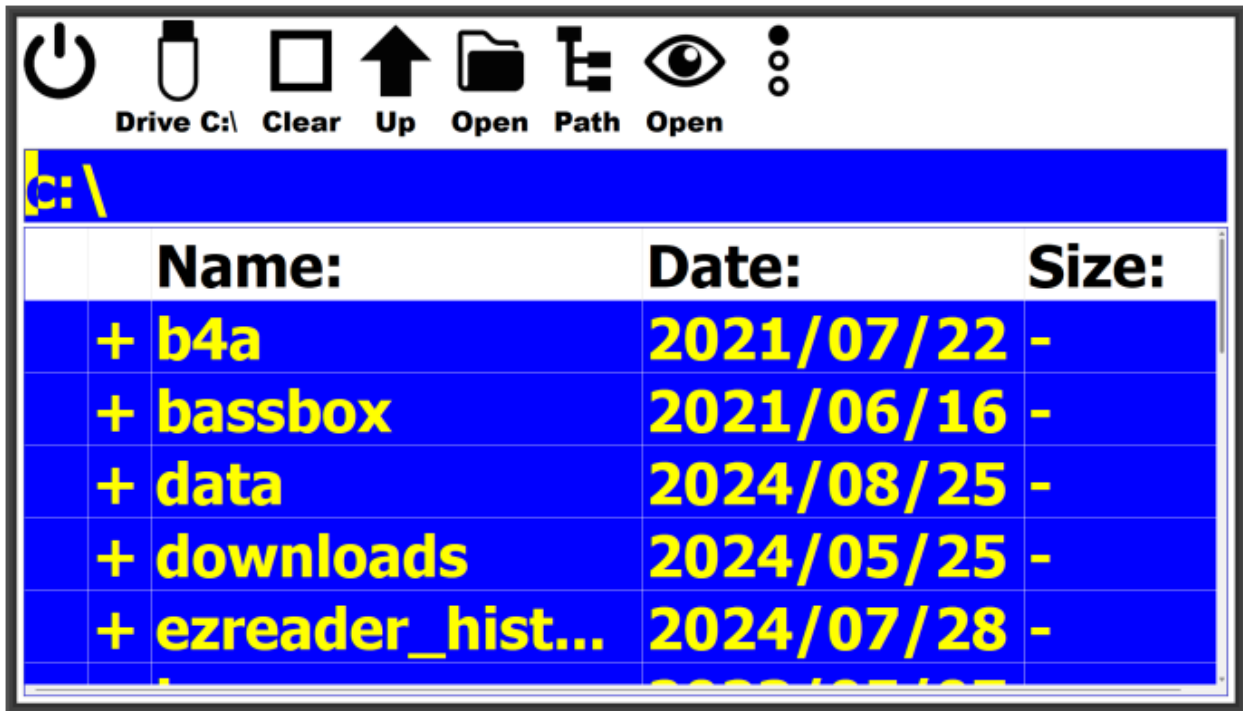 Drive C:\ Clear Up Open Path Open
c:\
Name: Date: Size:
+ b4a 2021/07/22 -
+ bassbox 2021/06/16 -
+ data 2024/08/25 -
+ downloads 2024/05/25 -
+ ezreader_hist... 2024/07/28 -